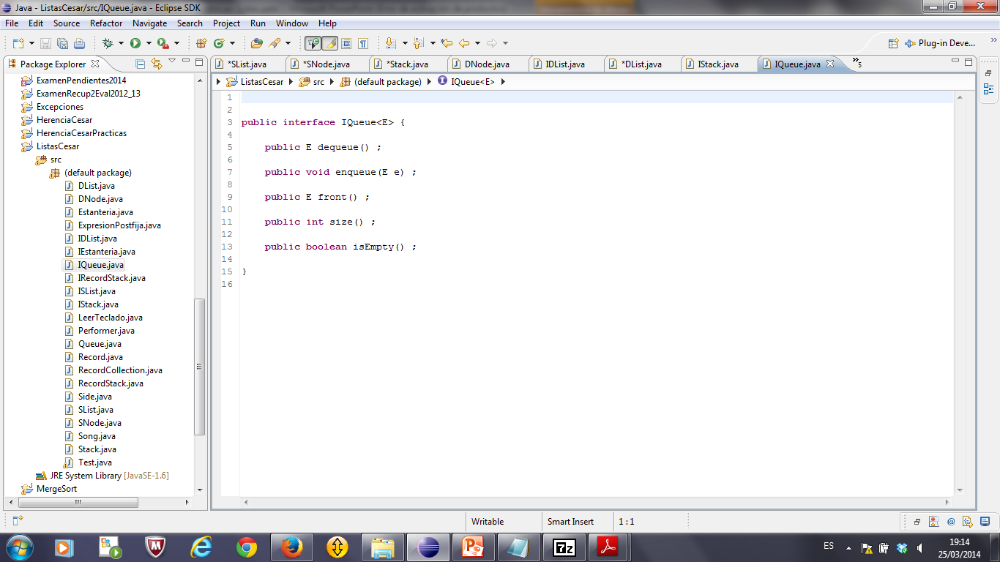 Java - ListasCesar/src/IQueue.java - Eclipse SDK
File Edit Source Refactor Navigate Search Project Run Window Help
Plug-in Deve...
Package Explorer
*SList.java *SNode.java *Stack.java DNode.java IDList.java *DList.java IStack.java IQueue.java »5
ListasCesar src (default package) IQueue<E>
ExamenPendientes2014
ExamenRecup2Eval2012_13
Excepciones
HerenciaCesar
HerenciaCesarPracticas
ListasCesar
src
(default package)
DList.java
DNode.java
Estanteria.java
ExpresionPostfija.java
IDList.java
IEstanteria.java
IQueue.java
IRecordStack.java
ISList.java
IStack.java
LeerTeclado.java
Performer.java
Queue.java
Record.java
RecordCollection.java
RecordStack.java
Side.java
SList.java
SNode.java
Song.java
Stack.java
Test.java
JRE System Library [JavaSE-1.6]
MergeSort
1
2
3 public interface IQueue<E> {
4
5 public E dequeue() ;
6
7 public void enqueue(E e) ;
8
9 public E front() ;
10
11 public int size() ;
12
13 public boolean isEmpty() ;
14
15 }
16
Writable Smart Insert 1 : 1
ES
19:14
25/03/2014